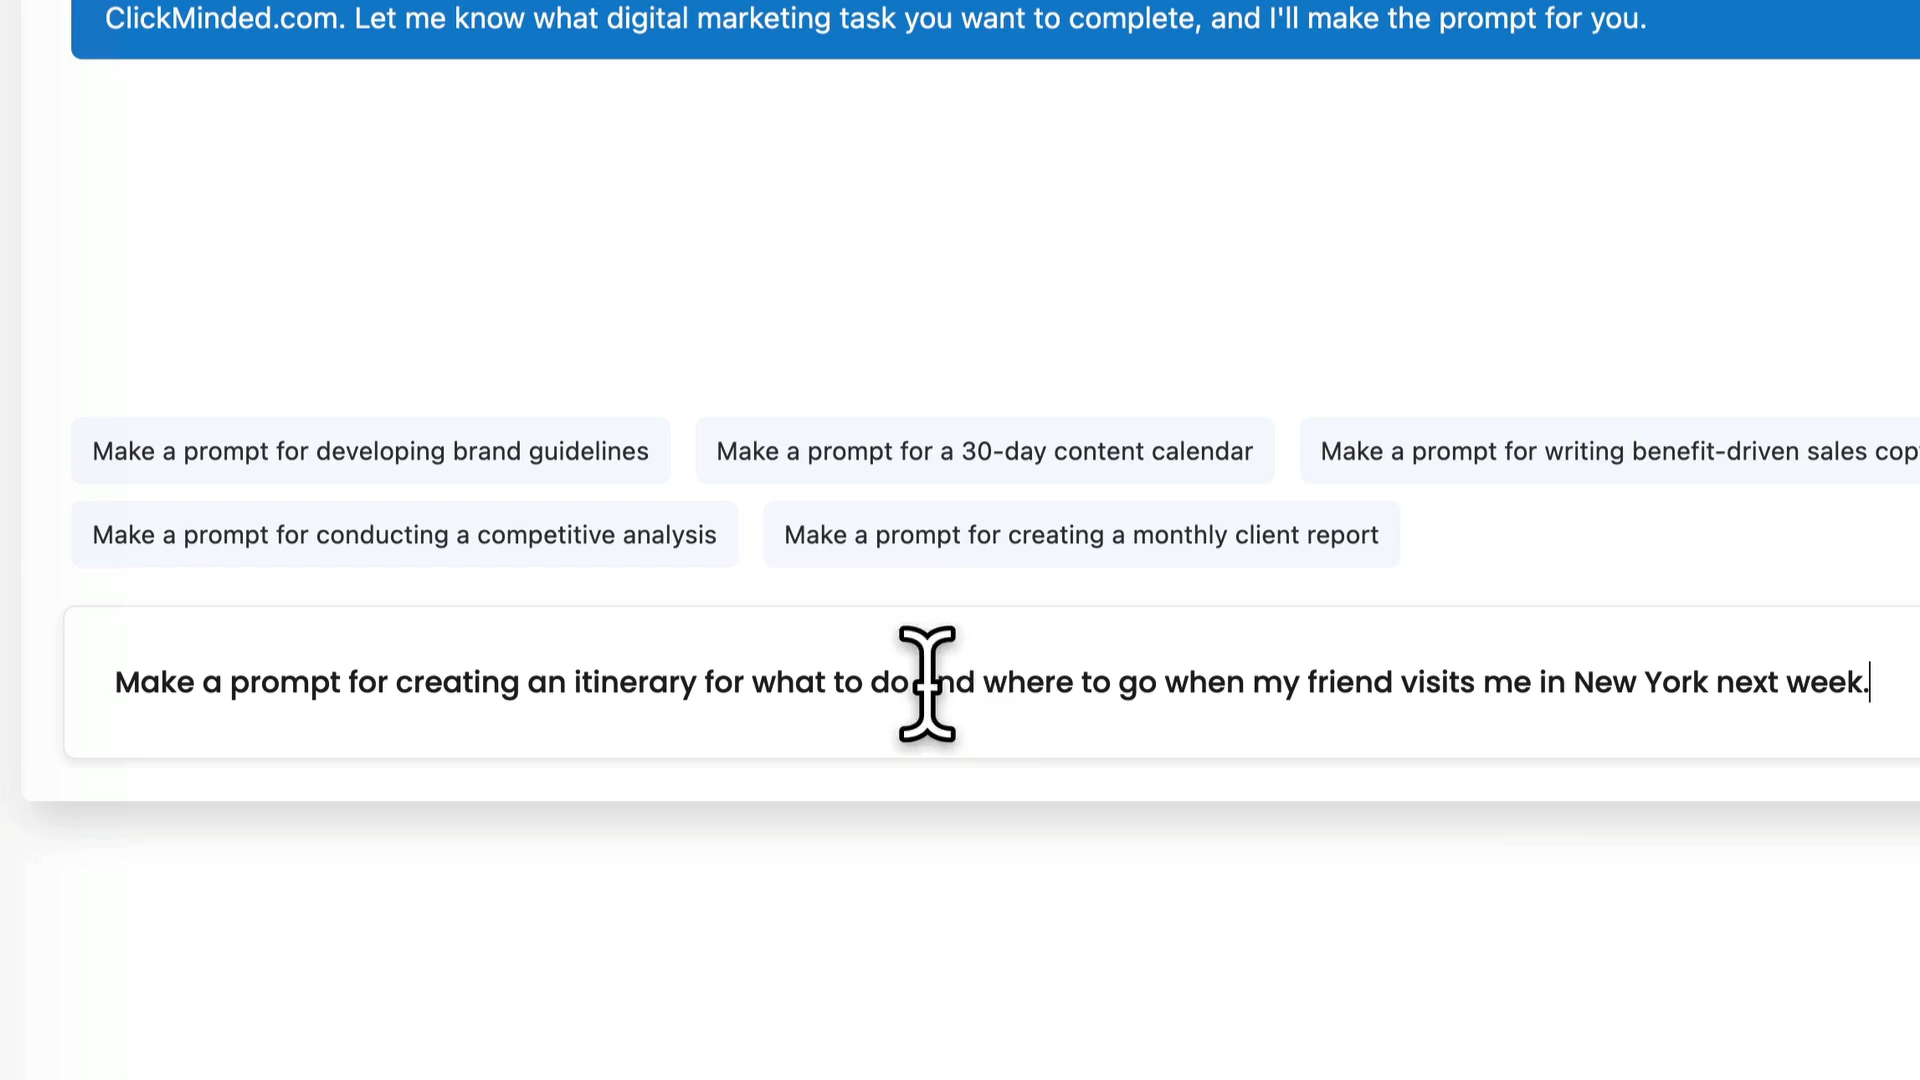 ClickMinded.com. Let me know what digital marketing task you want to complete, and I'll make the prompt for you.
Make a prompt for developing brand guidelines
Make a prompt for a 30-day content calendar
Make a prompt for writing benefit-driven sales cop
Make a prompt for conducting a competitive analysis
Make a prompt for creating a monthly client report
Make a prompt for creating an itinerary for what to do and where to go when my friend visits me in New York next week.